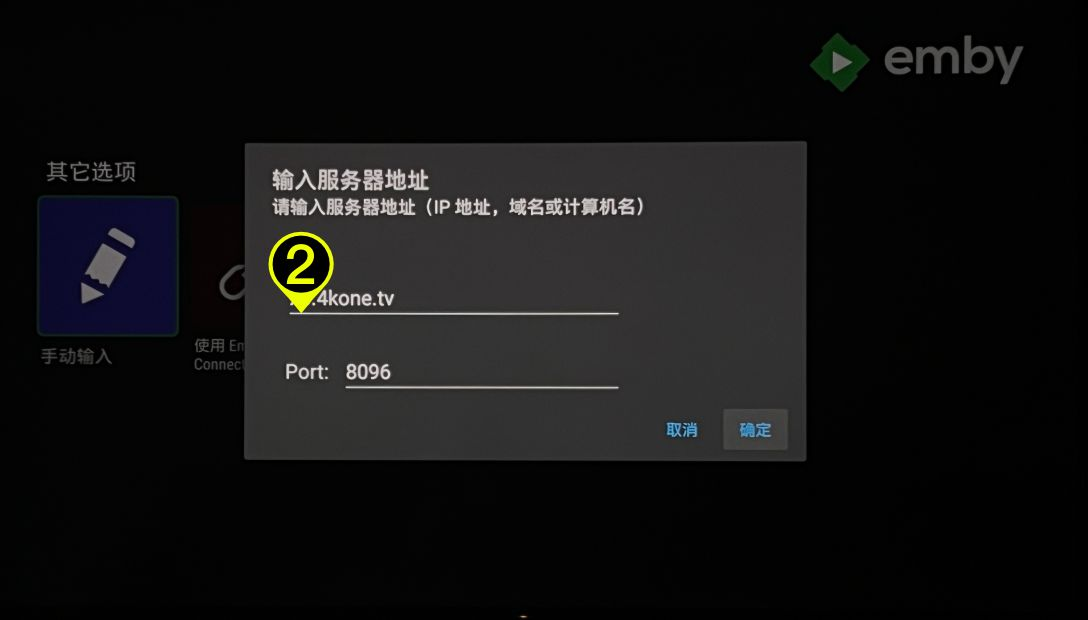 emby
其它选项
输入服务器地址
请输入服务器地址（IP 地址，域名或计算机名）
2
.4kone.tv
Port: 8096
手动输入
使用 Em
Connect
取消
确定